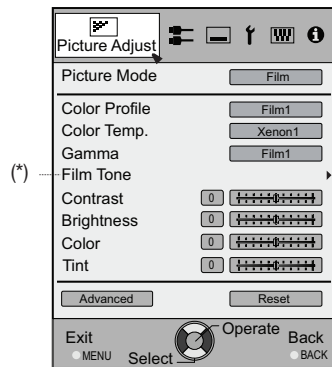 Picture Adjust
Picture Mode Film
Color Profile Film1
Color Temp. Xenon1
Gamma Film1
(*) Film Tone
Contrast 0
Brightness 0
Color 0
Tint 0
Advanced Reset
Exit Operate Back
MENU Select BACK